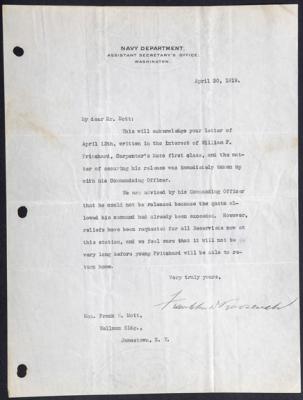 NAVY DEPARTMENT,
ASSISTANT SECRETARY'S OFFICE,
WASHINGTON.
April 30, 1919.
My dear Mr. Mott:
This will acknowledge your letter of
April 12th, written in the interest of William F.
Pritchard, Carpenter's Mate first class, and the mat-
ter of securing his release was immediately taken up
with his Commanding Officer.
We are advised by his Commanding Officer
that he could not be released because the quota al-
lowed his command had already been exceeded. However,
reliefs have been requested for all Reserves now at
this station, and we feel sure that it will not be
very long before young Pritchard will be able to re-
turn home.
Very truly yours,
Franklin D Roosevelt
Hon. Frank H. Mott,
Bldg.,
Jamestown, N. Y.